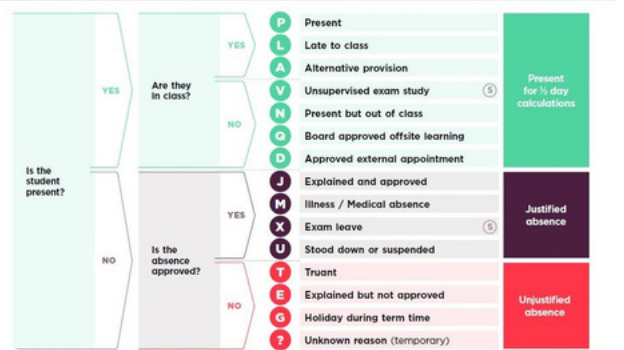 Is the
student
present?
YES
NO
Are they
in class?
YES
NO
Is the
absence
approved?
YES
NO
P Present
L Late to class
A Alternative provision
V Unsupervised exam study S
N Present but out of class
Q Board approved offsite learning
D Approved external appointment
J Explained and approved
M Illness / Medical absence
X Exam leave S
U Stood down or suspended
T Truant
E Explained but not approved
G Holiday during term time
? Unknown reason (temporary)
Present
for ½ day
calculations
Justified
absence
Unjustified
absence